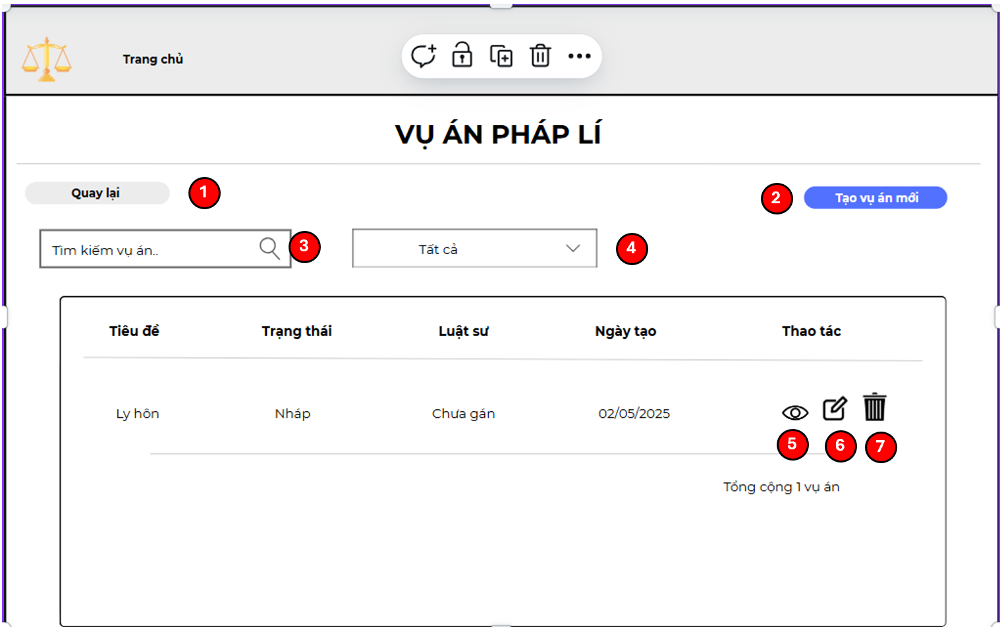 Trang chủ
VỤ ÁN PHÁP LÍ
Quay lại
1
2
Tạo vụ án mới
Tìm kiếm vụ án..
3
Tất cả
4
Tiêu đề Trạng thái Luật sư Ngày tạo Thao tác
Ly hôn Nháp Chưa gán 02/05/2025
5 6 7
Tổng cộng 1 vụ án